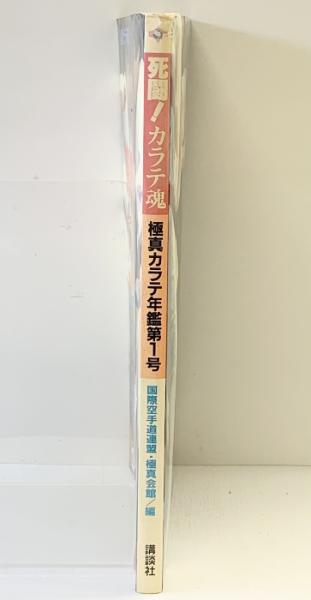 死闘!カラテ魂
極真カラテ年鑑第1号
国際空手道連盟・極真会館/編
講談社